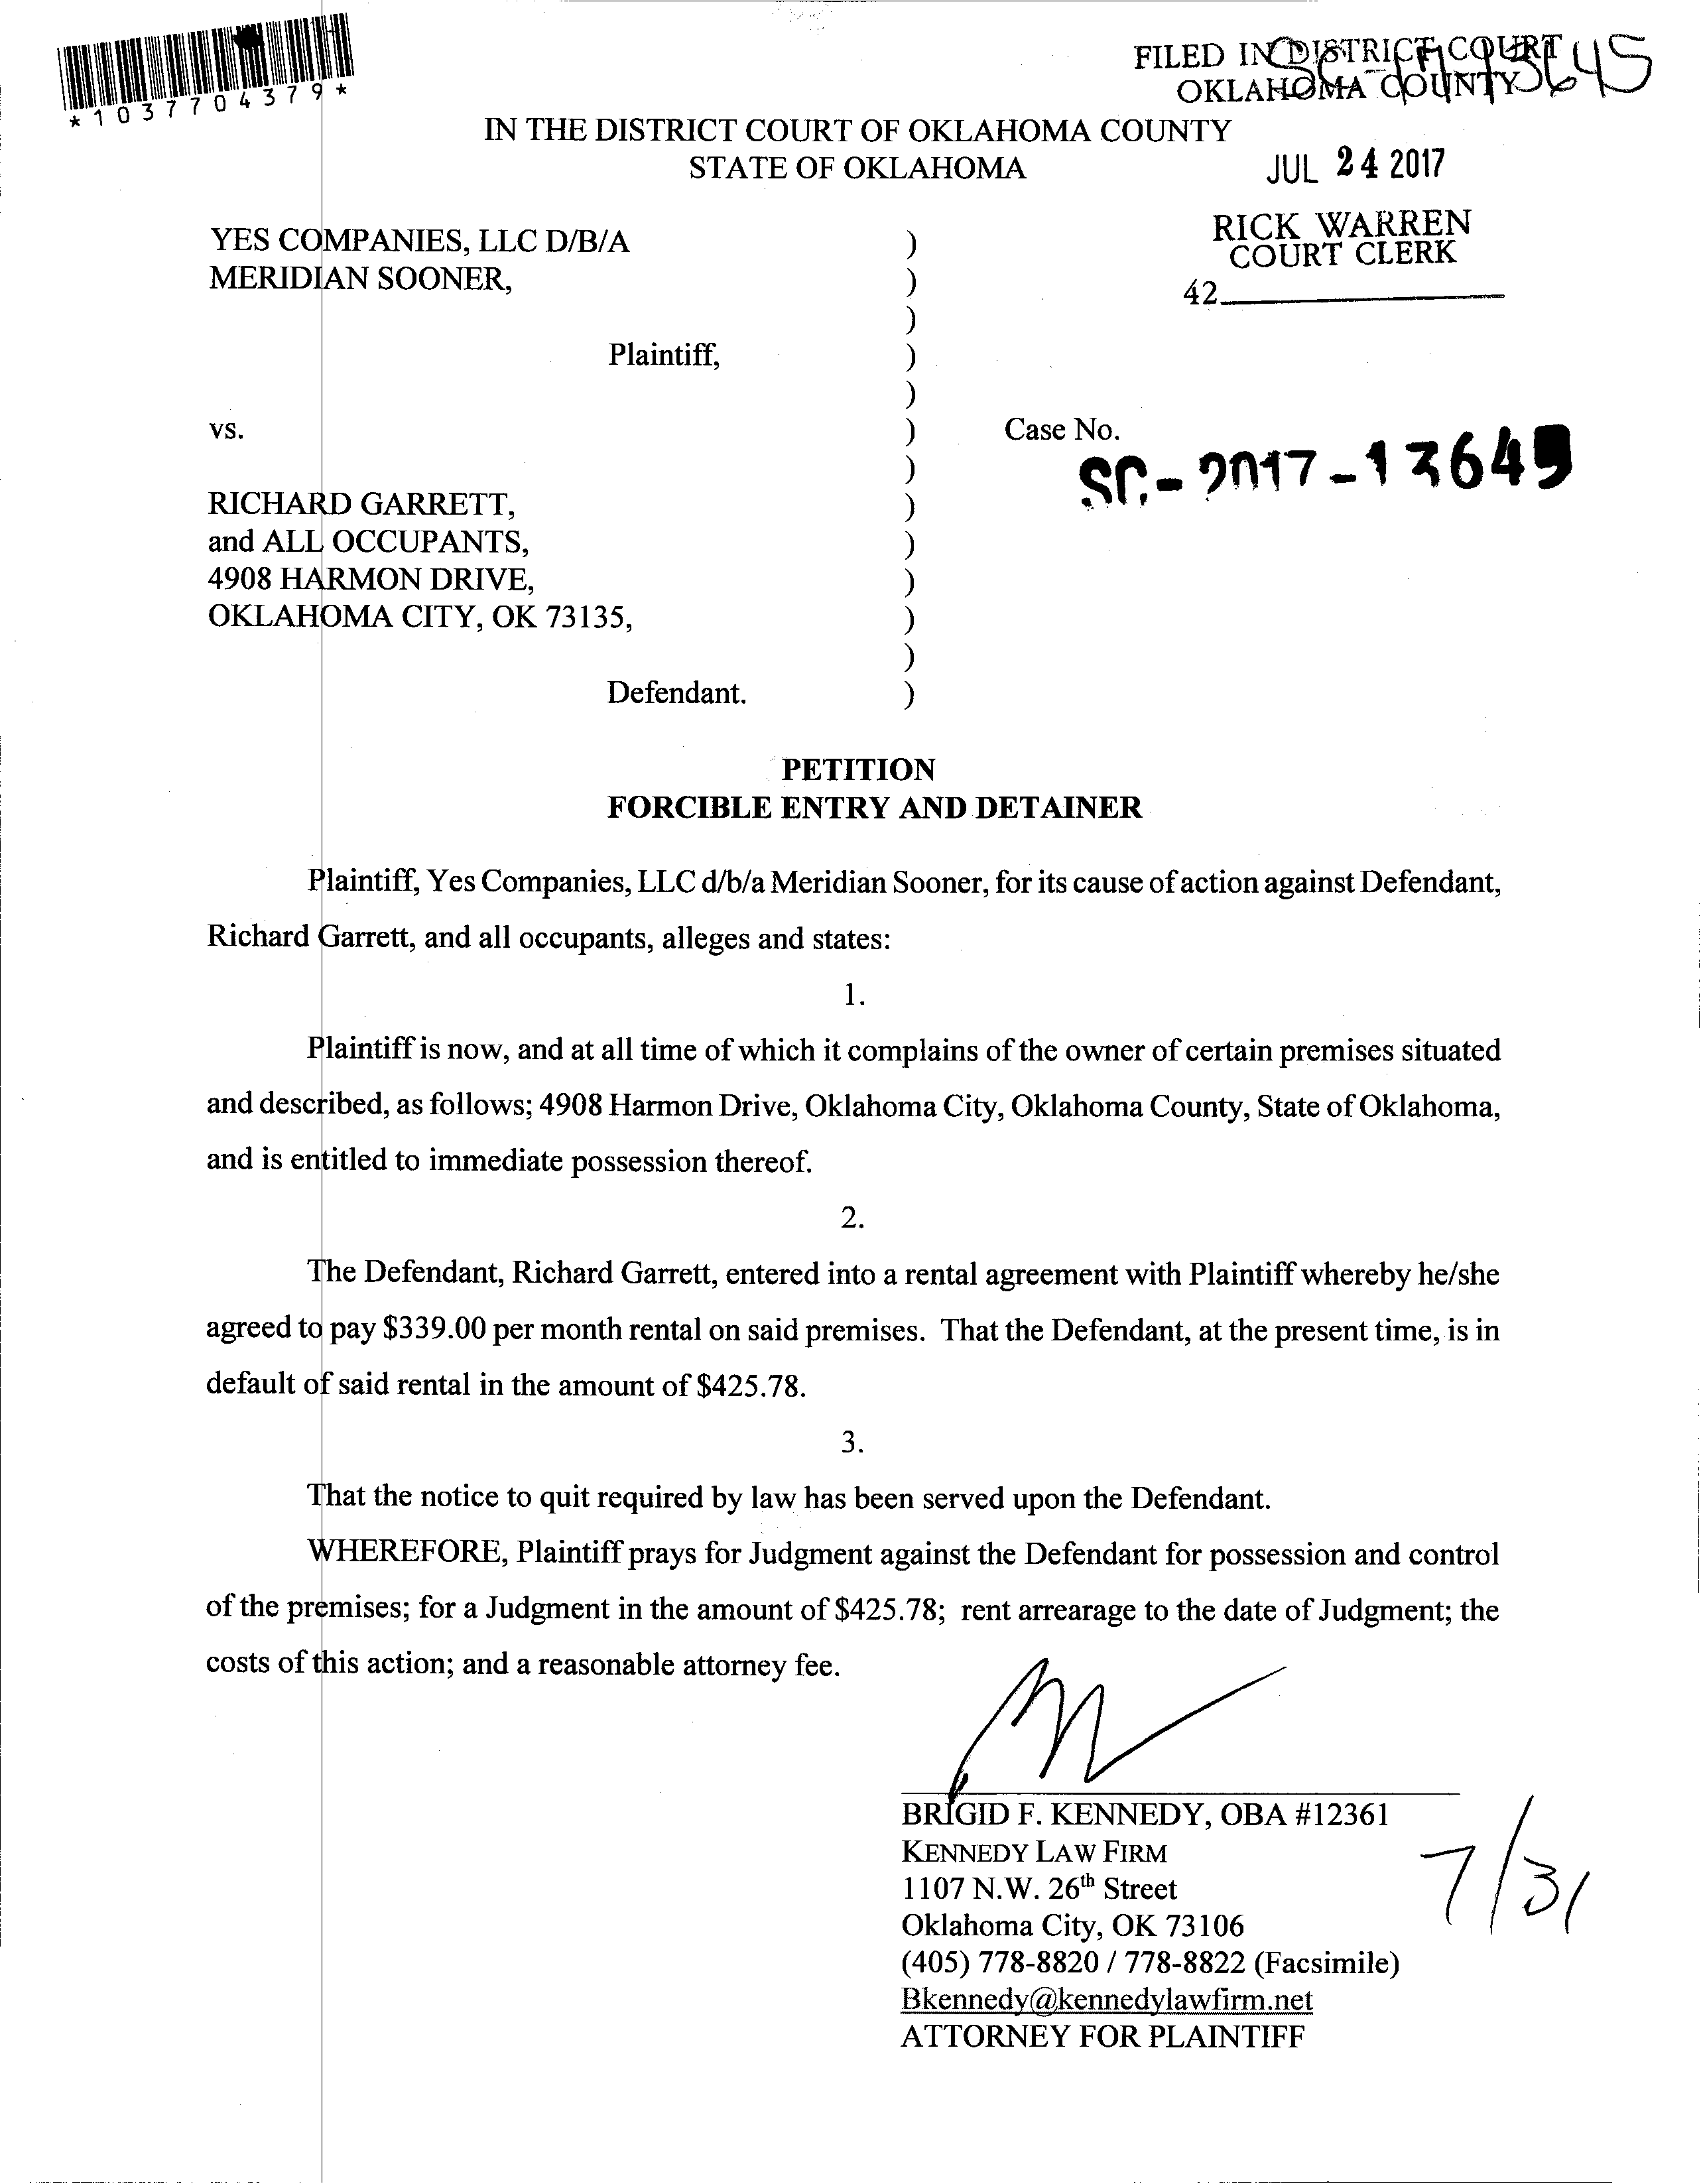 *1037704379*
FILED IN DISTRICT COURT
OKLAHOMA COUNTY
IN THE DISTRICT COURT OF OKLAHOMA COUNTY
STATE OF OKLAHOMA
JUL 24 2017
RICK WARREN
COURT CLERK
42
YES COMPANIES, LLC D/B/A
MERIDIAN SOONER,
Plaintiff,
vs.
Case No.
SC-2017-13645
RICHARD GARRETT,
and ALL OCCUPANTS,
4908 HARMON DRIVE,
OKLAHOMA CITY, OK 73135,
Defendant.
PETITION
FORCIBLE ENTRY AND DETAINER
Plaintiff, Yes Companies, LLC d/b/a Meridian Sooner, for its cause of action against Defendant,
Richard Garrett, and all occupants, alleges and states:
1.
Plaintiff is now, and at all time of which it complains of the owner of certain premises situated
and described, as follows; 4908 Harmon Drive, Oklahoma City, Oklahoma County, State of Oklahoma,
and is entitled to immediate possession thereof.
2.
The Defendant, Richard Garrett, entered into a rental agreement with Plaintiff whereby he/she
agreed to pay $339.00 per month rental on said premises. That the Defendant, at the present time, is in
default of said rental in the amount of $425.78.
3.
That the notice to quit required by law has been served upon the Defendant.
WHEREFORE, Plaintiff prays for Judgment against the Defendant for possession and control
of the premises; for a Judgment in the amount of $425.78; rent arrearage to the date of Judgment; the
costs of this action; and a reasonable attorney fee.
BRIGID F. KENNEDY, OBA #12361
KENNEDY LAW FIRM
1107 N.W. 26th Street
Oklahoma City, OK 73106
(405) 778-8820 / 778-8822 (Facsimile)
Bkennedy@kennedylawfirm.net
ATTORNEY FOR PLAINTIFF
7/31